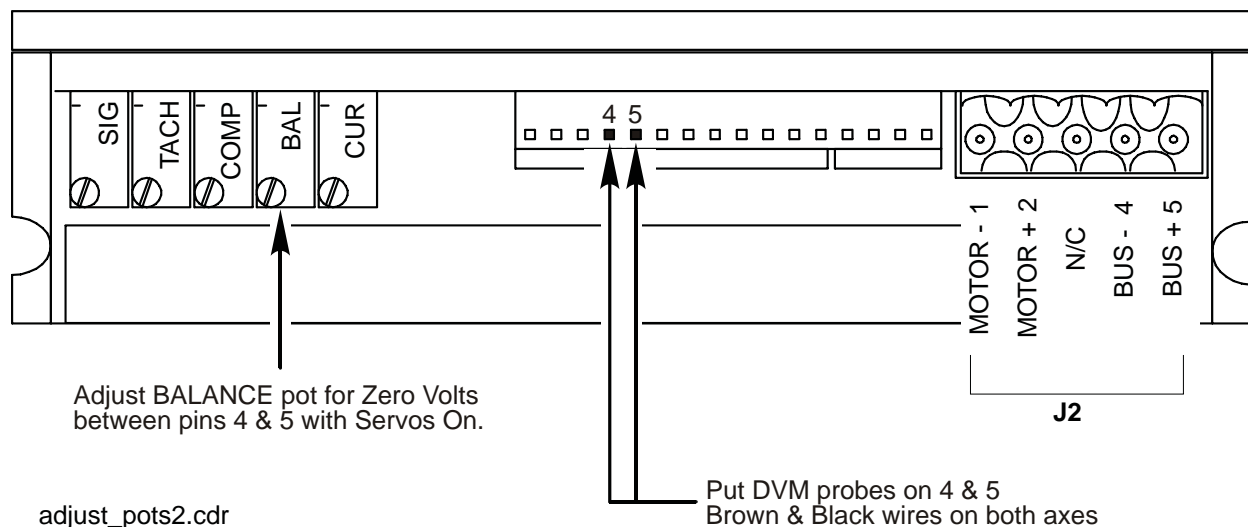 SIG
TACH
COMP
BAL
CUR
4 5
MOTOR - 1
MOTOR + 2
N/C
BUS - 4
BUS + 5
J2
Adjust BALANCE pot for Zero Volts
between pins 4 & 5 with Servos On.
Put DVM probes on 4 & 5
Brown & Black wires on both axes
adjust_pots2.cdr